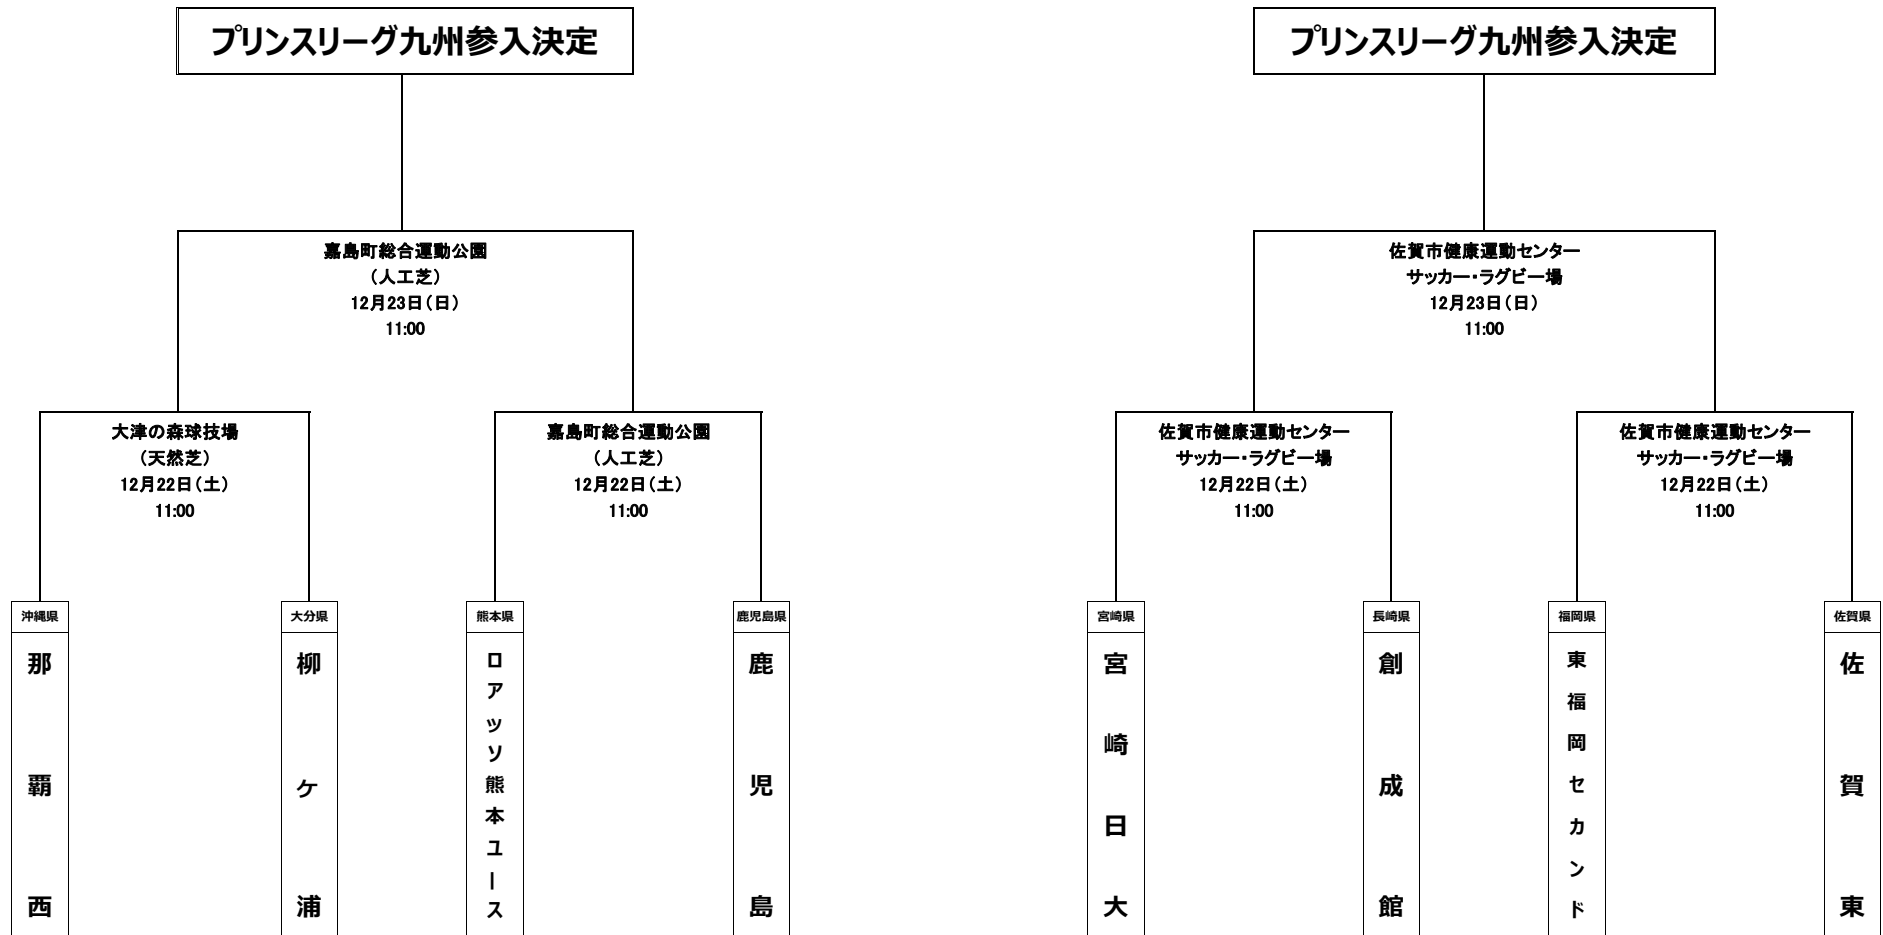 プリンスリーグ九州参入決定
嘉島町総合運動公園
（人工芝）
12月23日（日）
11:00
大津の森球技場
（天然芝）
12月22日（土）
11:00
嘉島町総合運動公園
（人工芝）
12月22日（土）
11:00
沖縄県
那覇西
大分県
柳ケ浦
熊本県
ロアッソ熊本ユース
鹿児島県
鹿児島
プリンスリーグ九州参入決定
佐賀市健康運動センター
サッカー・ラグビー場
12月23日（日）
11:00
佐賀市健康運動センター
サッカー・ラグビー場
12月22日（土）
11:00
佐賀市健康運動センター
サッカー・ラグビー場
12月22日（土）
11:00
宮崎県
宮崎日大
長崎県
創成館
福岡県
東福岡セカンド
佐賀県
佐賀東